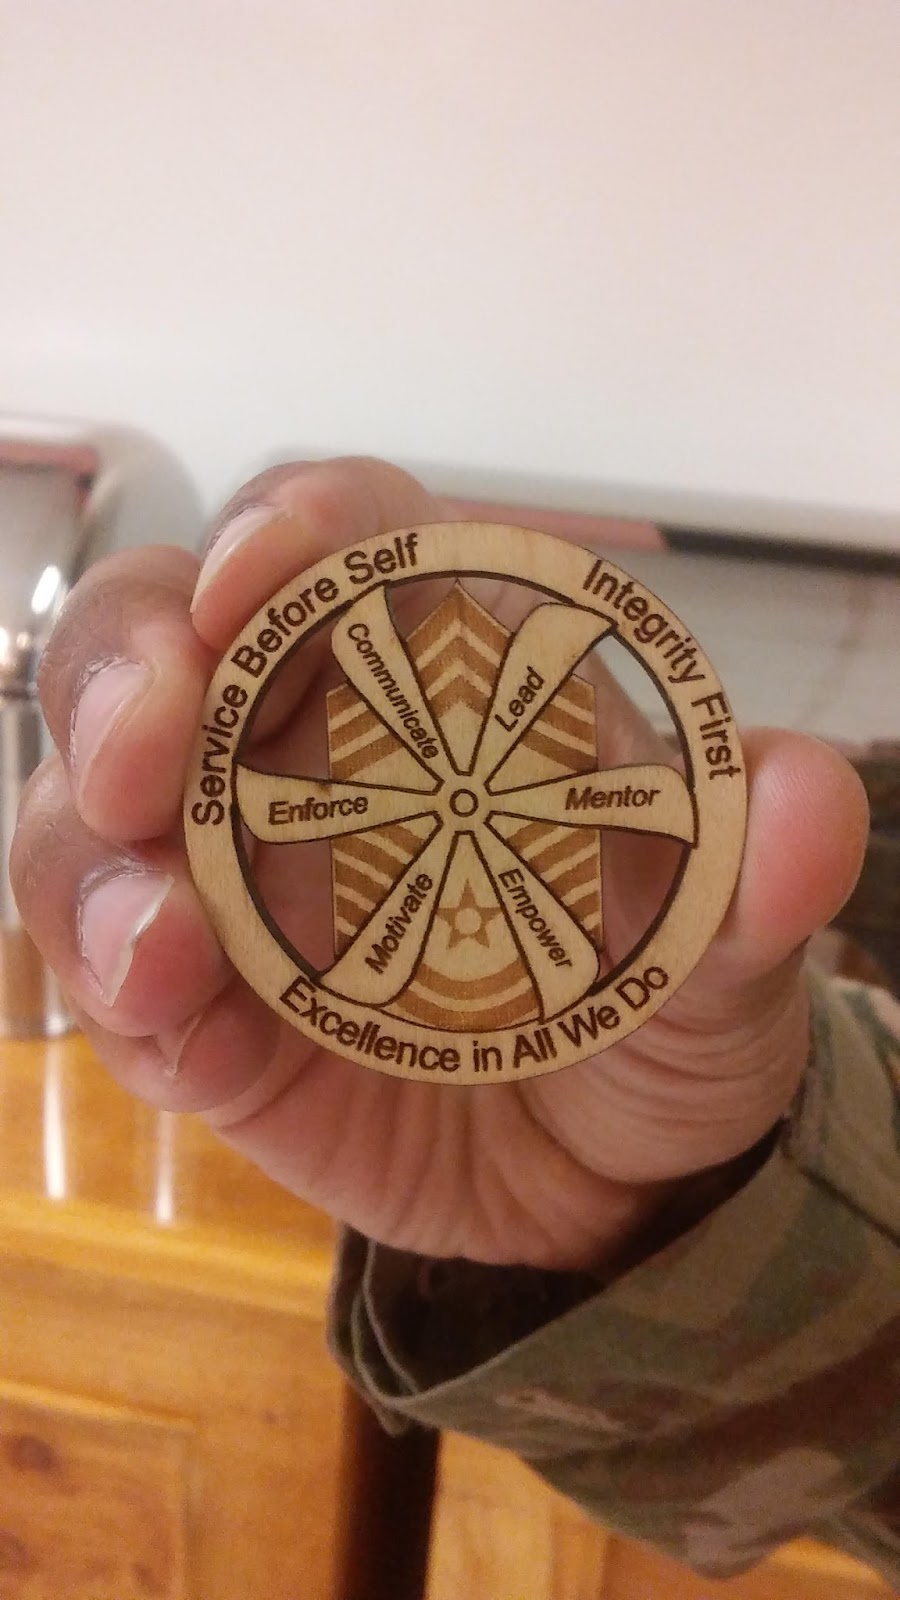 Service Before Self
Integrity First
Excellence in All We Do
Communicate
Lead
Mentor
Empower
Motivate
Enforce